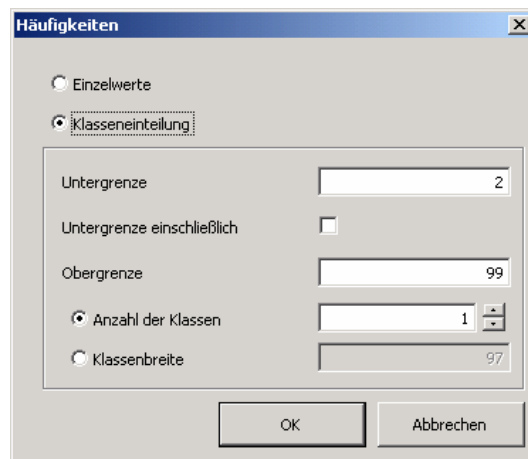 Häufigkeiten
Einzelwerte
Klasseneinteilung
Untergrenze 2
Untergrenze einschließlich
Obergrenze 99
Anzahl der Klassen 1
Klassenbreite 97
OK Abbrechen